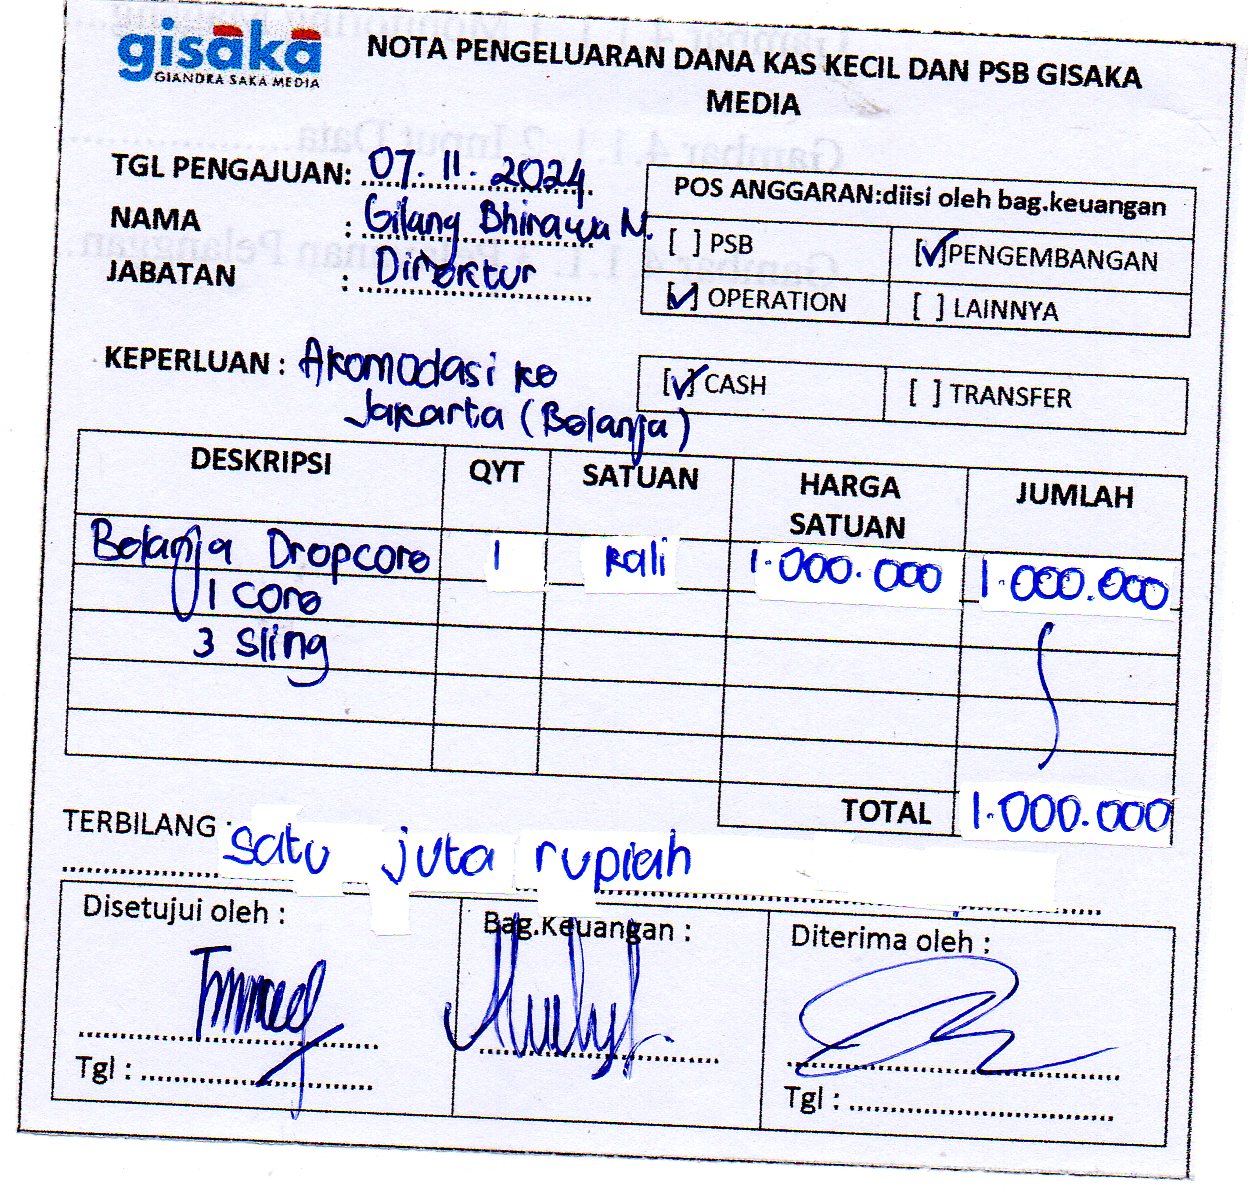 gisaka
GIANDRA SAKA MEDIA
NOTA PENGELUARAN DANA KAS KECIL DAN PSB GISAKA
MEDIA
TGL PENGAJUAN: 07.11.2024
NAMA : Gilang Bhirawa N.
JABATAN : Direktur
POS ANGGARAN:diisi oleh bag.keuangan
[ ] PSB [✓]PENGEMBANGAN
[✓] OPERATION [ ] LAINNYA
KEPERLUAN : Akomodasi ke
Jakarta (Belanja)
[✓] CASH [ ] TRANSFER
DESKRIPSI QYT SATUAN HARGA SATUAN JUMLAH
Belanja Dropcore 1 kali 1.000.000 1.000.000
1 core
3 sling
TOTAL 1.000.000
TERBILANG : satu juta rupiah
Disetujui oleh : Bag.Keuangan : Diterima oleh :
Tgl : Tgl :